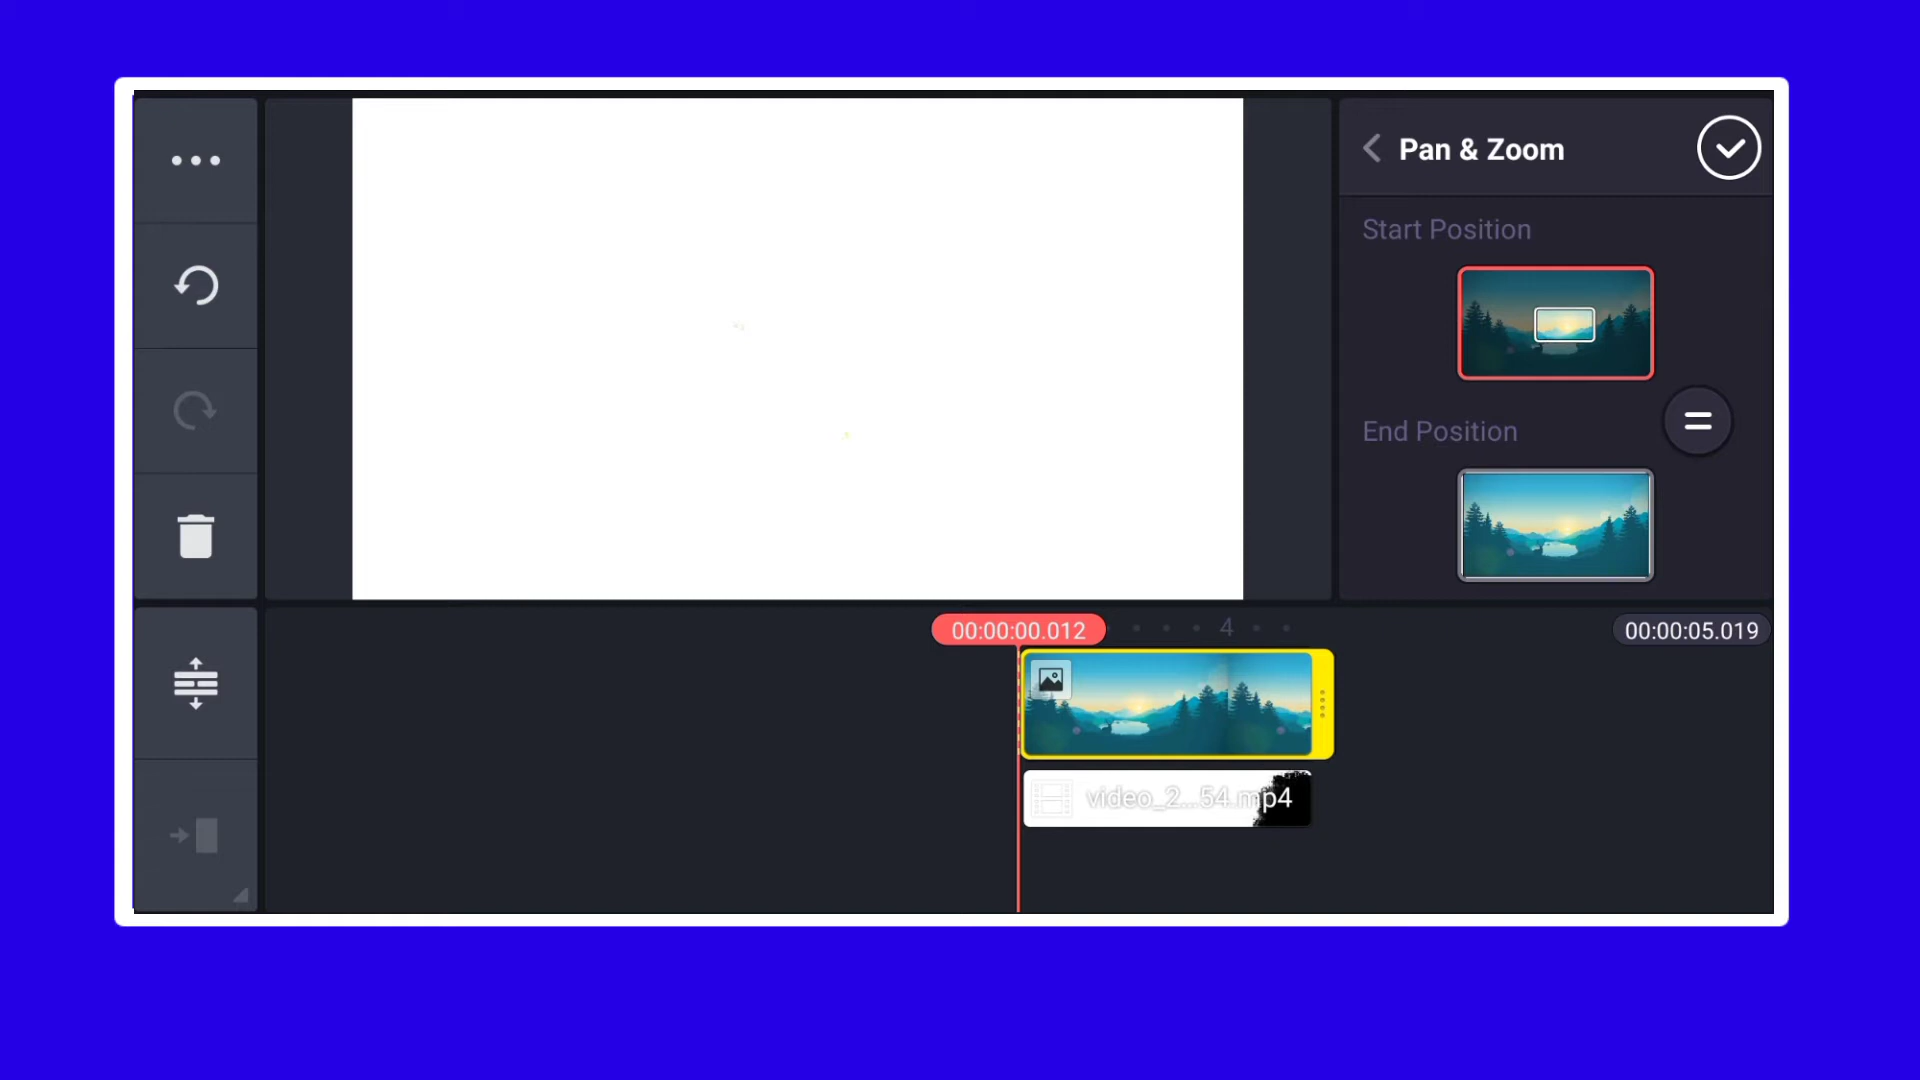 Pan & Zoom
Start Position
End Position
00:00:00.012
4
00:00:05.019
video_2...54.mp4